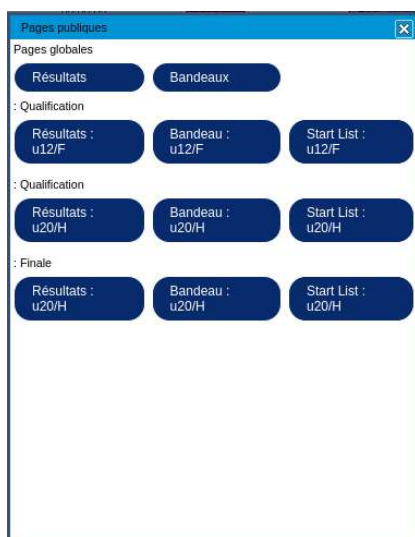 Pages publiques
Pages globales
Résultats
Bandeaux
: Qualification
Résultats :
u12/F
Bandeau :
u12/F
Start List :
u12/F
: Qualification
Résultats :
u20/H
Bandeau :
u20/H
Start List :
u20/H
: Finale
Résultats :
u20/H
Bandeau :
u20/H
Start List :
u20/H